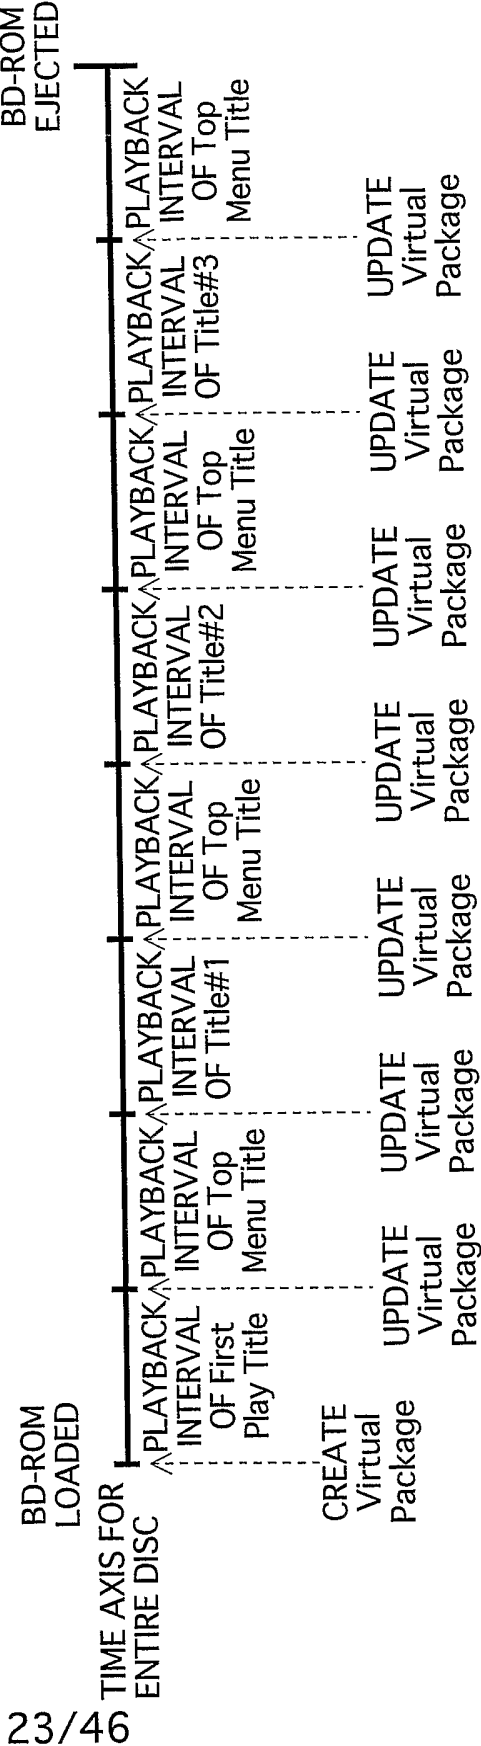 23/46
TIME AXIS FOR
ENTIRE DISC
BD-ROM
LOADED
BD-ROM
EJECTED
PLAYBACK
INTERVAL
OF First
Play Title
PLAYBACK
INTERVAL
OF Top
Menu Title
PLAYBACK
INTERVAL
OF Title#1
PLAYBACK
INTERVAL
OF Top
Menu Title
PLAYBACK
INTERVAL
OF Title#2
PLAYBACK
INTERVAL
OF Top
Menu Title
PLAYBACK
INTERVAL
OF Title#3
PLAYBACK
INTERVAL
OF Top
Menu Title
CREATE
Virtual
Package
UPDATE
Virtual
Package
UPDATE
Virtual
Package
UPDATE
Virtual
Package
UPDATE
Virtual
Package
UPDATE
Virtual
Package
UPDATE
Virtual
Package
UPDATE
Virtual
Package